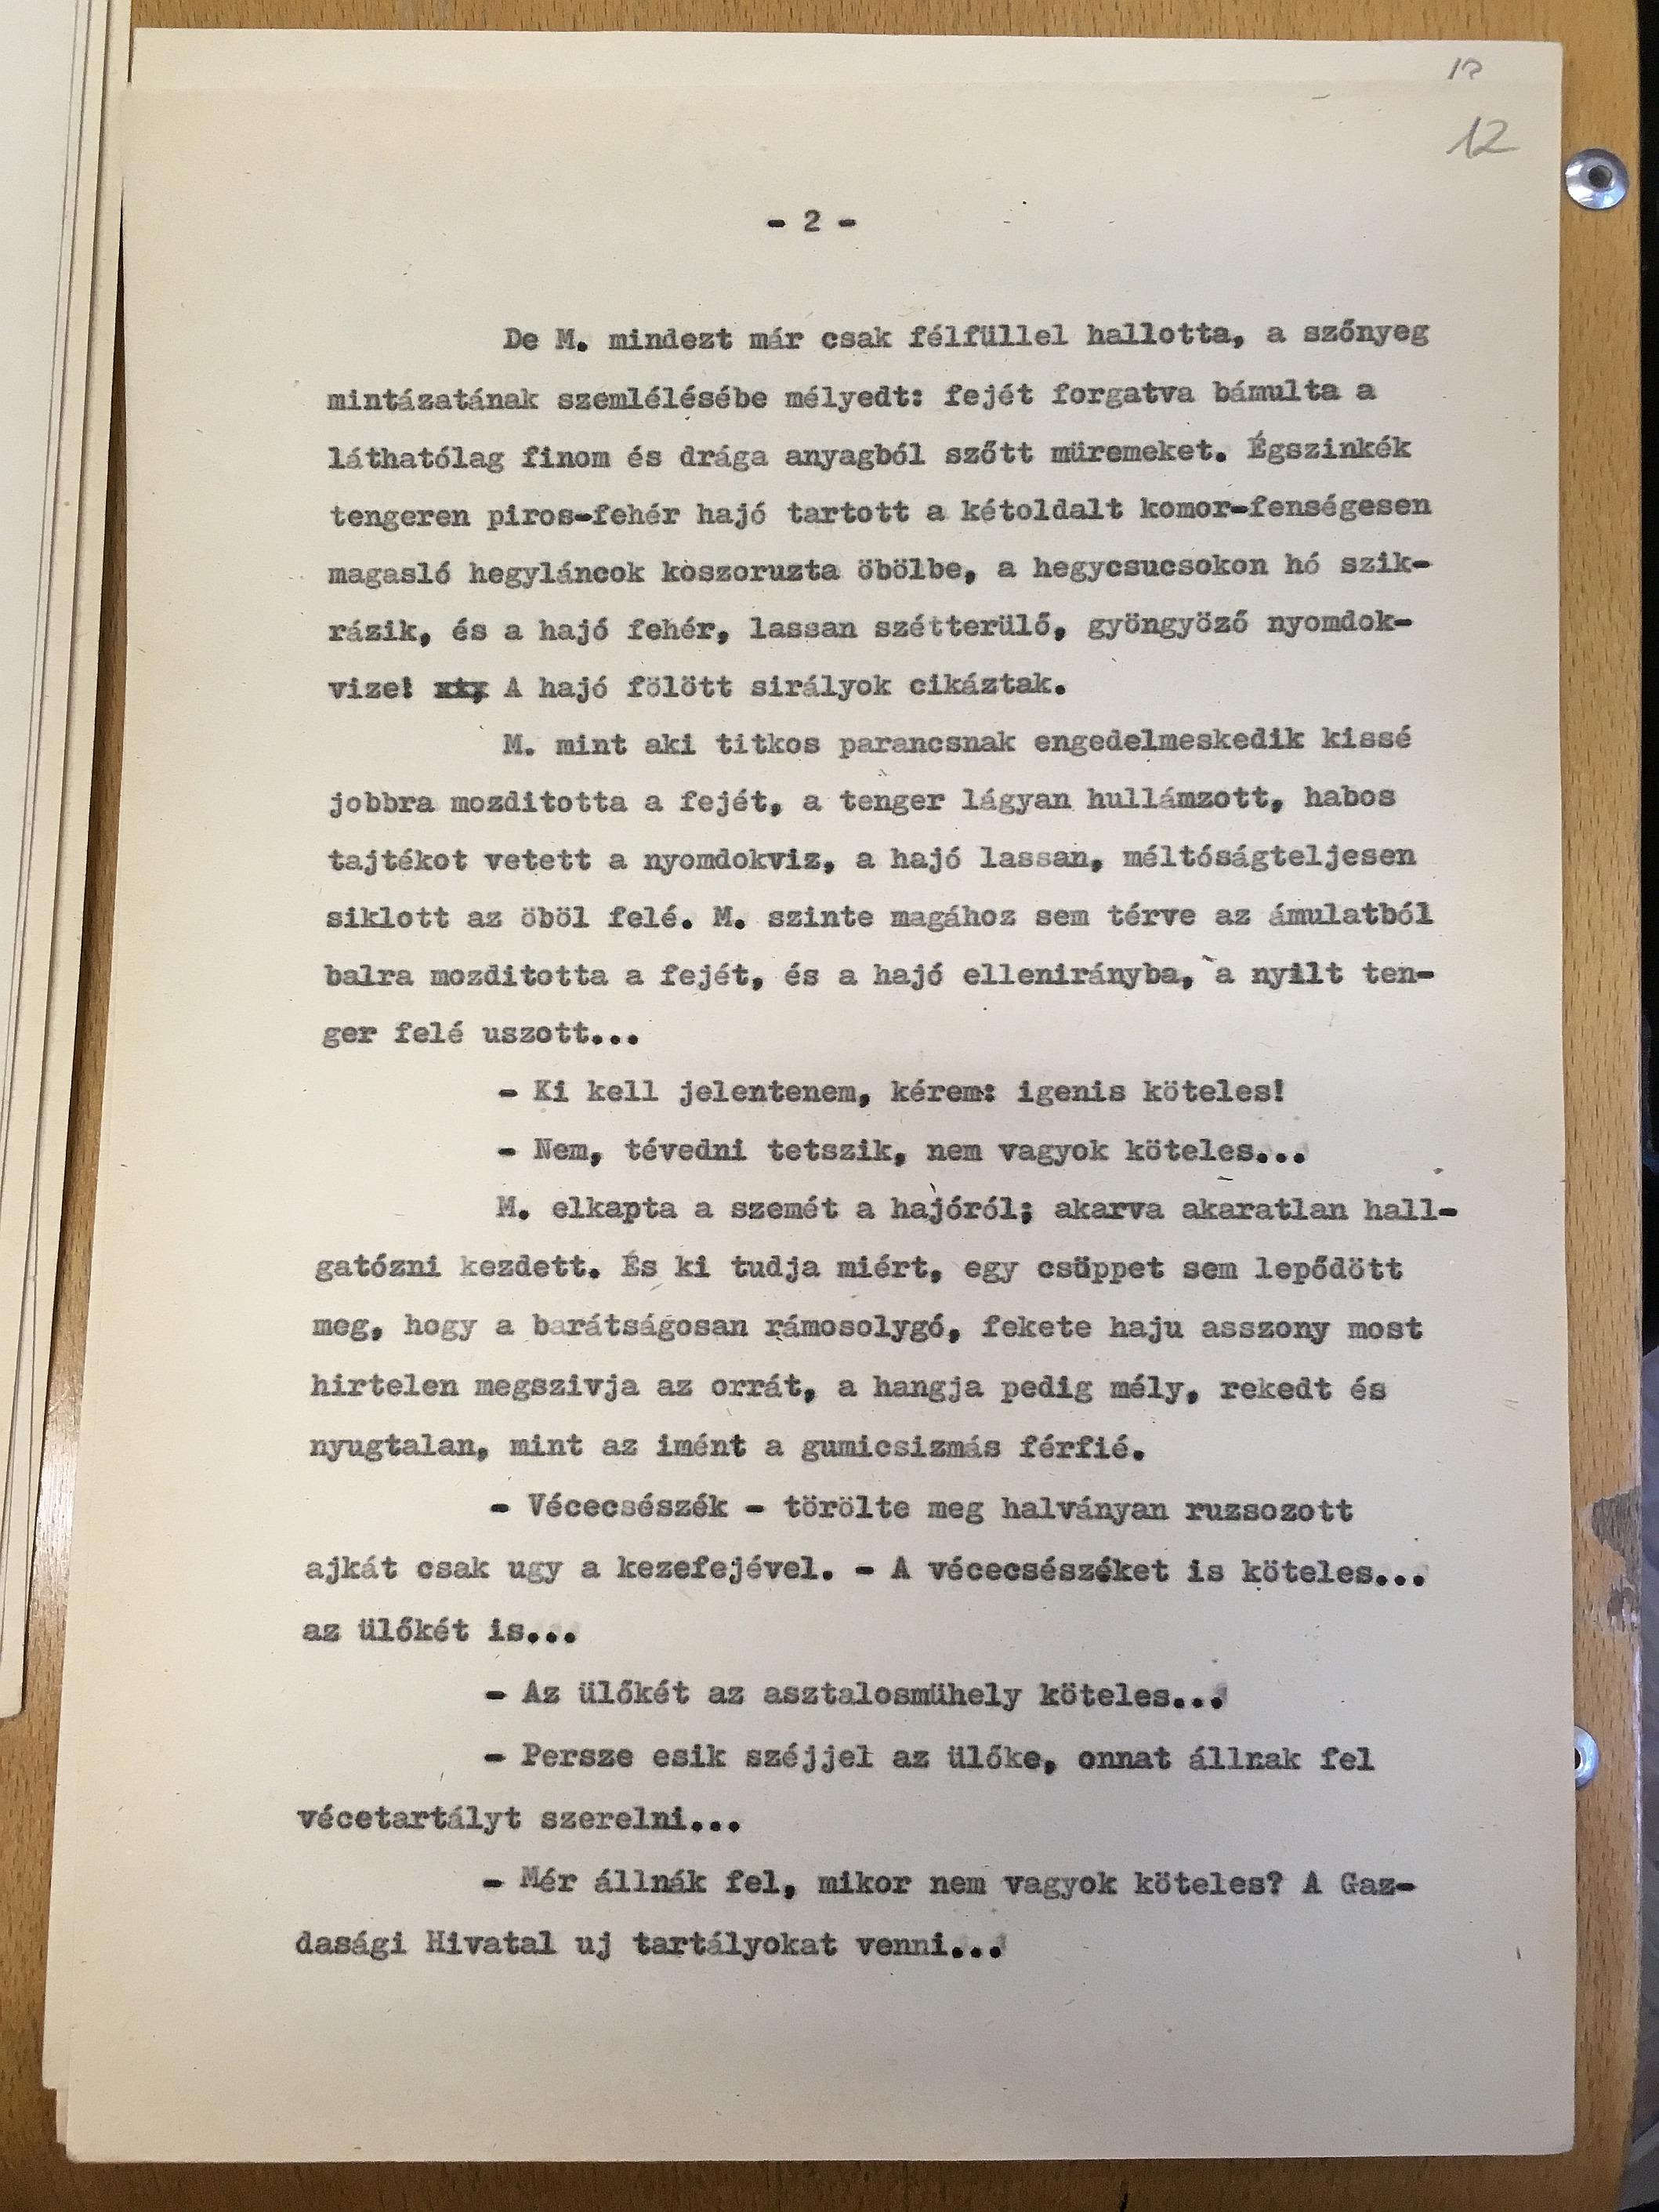 12
- 2 -
De M. mindezt már csak félfüllel hallotta, a szőnyeg
mintázatának szemlélésébe mélyedt: fejét forgatva bámulta a
láthatólag finom és drága anyagból szőtt müremeket. Égszinkék
tengeren piros-fehér hajó tartott a kétoldalt komor-fenségesen
magasló hegyláncok koszoruzta öbölbe, a hegycsucsokon hó szik-
rázik, és a hajó fehér, lassan szétterülő, gyöngyöző nyomdok-
vize! A hajó fölött sirályok cikáztak.
M. mint aki titkos parancsnak engedelmeskedik kissé
jobbra mozditotta a fejét, a tenger lágyan hullámzott, habos
tajtékot vetett a nyomdokviz, a hajó lassan, méltóságteljesen
siklott az öböl felé. M. szinte magához sem térve az ámulatból
balra mozditotta a fejét, és a hajó ellenirányba, a nyilt ten-
ger felé uszott...
- Ki kell jelentenem, kérem: igenis köteles!
- Nem, tévedni tetszik, nem vagyok köteles...
M. elkapta a szemét a hajóról; akarva akaratlan hall-
gatózni kezdett. És ki tudja miért, egy csüppet sem lepődött
meg, hogy a barátságosan rámosolygó, fekete haju asszony most
hirtelen megszivja az orrát, a hangja pedig mély, rekedt és
nyugtalan, mint az imént a gumicsizmás férfié.
- Vécecsészék - törölte meg halványan ruzsozott
ajkát csak ugy a kezefejével. - A vécecsészéket is köteles...
az ülőkét is...
- Az ülőkét az asztalosmühely köteles...
- Persze esik széjjel az ülőke, onnat állnak fel
vécetartályt szerelni...
- Mér állnák fel, mikor nem vagyok köteles? A Gaz-
dasági Hivatal uj tartályokat venni...